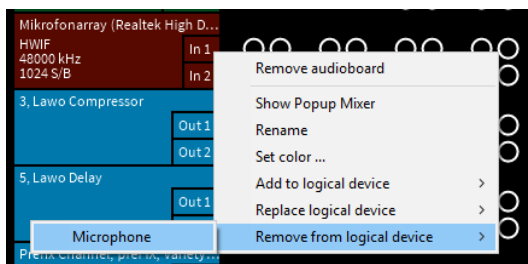 Mikrofonarray (Realtek High D...
HWIF
48000 kHz
1024 S/B
In 1
In 2
3, Lawo Compressor
Out 1
Out 2
5, Lawo Delay
Out 1
Remove audioboard
Show Popup Mixer
Rename
Set color ...
Add to logical device
Replace logical device
Remove from logical device
Microphone